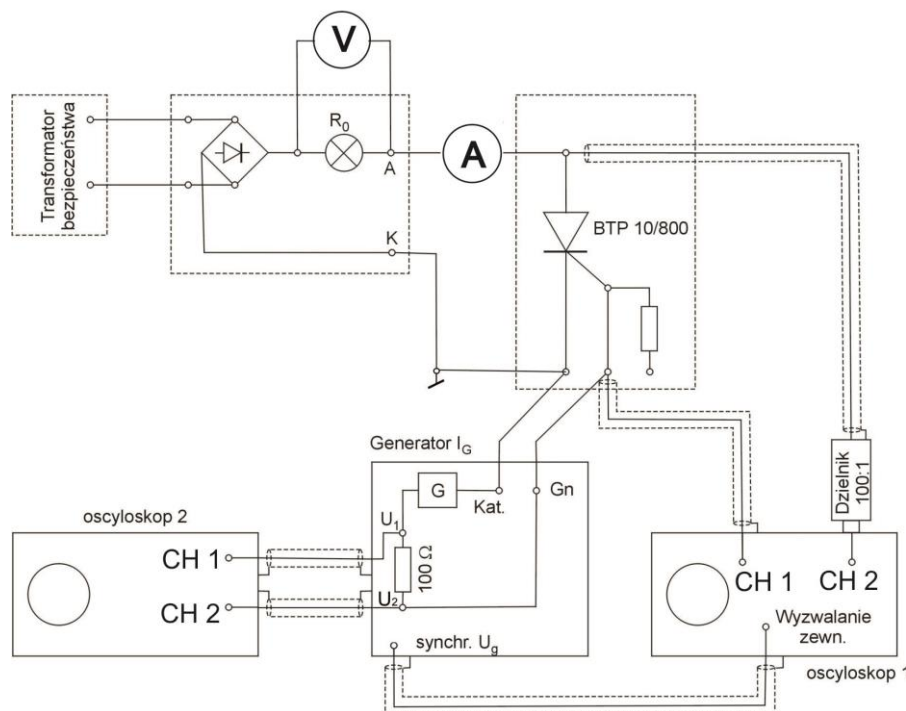 V
Transformator
bezpieczeństwa
R0
A
A
K
BTP 10/800
Generator IG
G
Kat.
Gn
U1
100 Ω
U2
synchr. Ug
oscyloskop 2
CH 1
CH 2
Dzielnik
100:1
CH 1
CH 2
Wyzwalanie
zewn.
oscyloskop 1